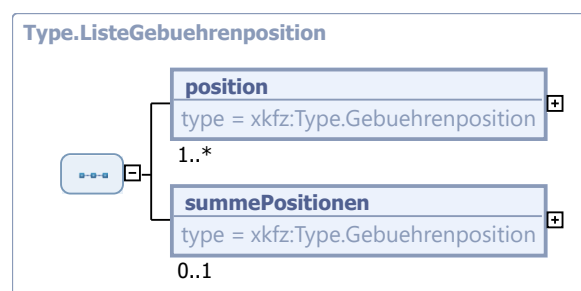 Type.ListeGebuehrenposition
position
type = xkfz:Type.Gebuehrenposition
1..*
summePositionen
type = xkfz:Type.Gebuehrenposition
0..1